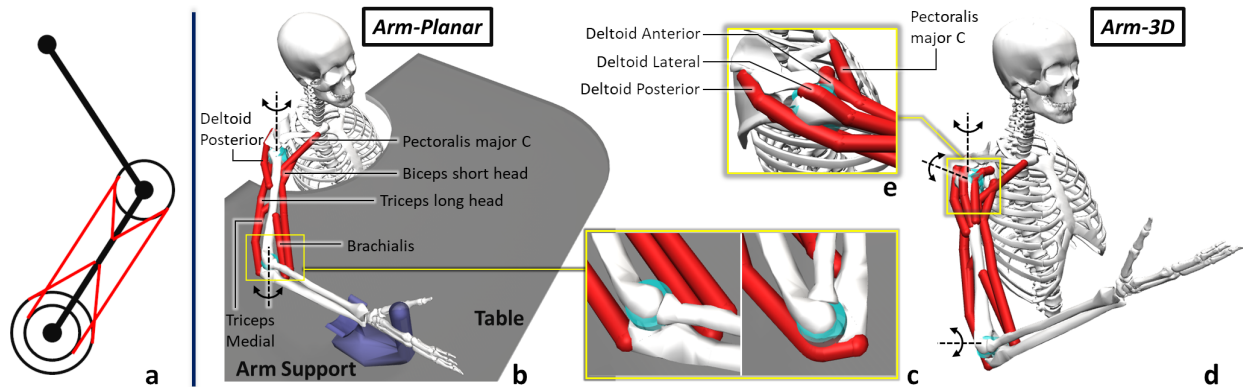 a
Arm-Planar
Deltoid
Posterior
Pectoralis major C
Biceps short head
Triceps long head
Brachialis
Triceps
Medial
Table
Arm Support
b
Deltoid Anterior
Deltoid Lateral
Deltoid Posterior
Pectoralis
major C
e
c
Arm-3D
d